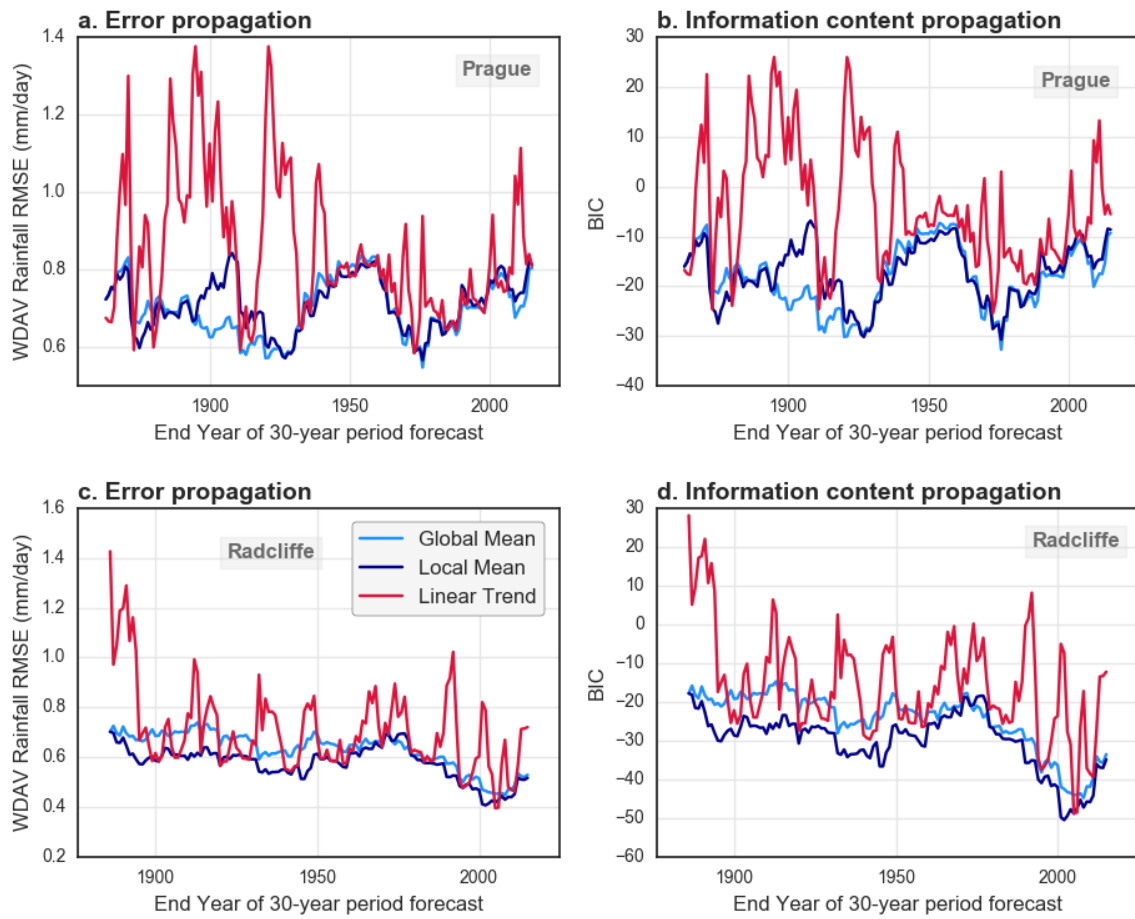 a. Error propagation
WDAV Rainfall RMSE (mm/day)
1.4
1.2
1.0
0.8
0.6
Prague
1900
1950
2000
End Year of 30-year period forecast
b. Information content propagation
BIC
30
20
10
0
−10
−20
−30
−40
Prague
1900
1950
2000
End Year of 30-year period forecast
c. Error propagation
WDAV Rainfall RMSE (mm/day)
1.6
1.4
1.2
1.0
0.8
0.6
0.4
0.2
Radcliffe
Global Mean
Local Mean
Linear Trend
1900
1950
2000
End Year of 30-year period forecast
d. Information content propagation
BIC
30
20
10
0
−10
−20
−30
−40
−50
−60
Radcliffe
1900
1950
2000
End Year of 30-year period forecast